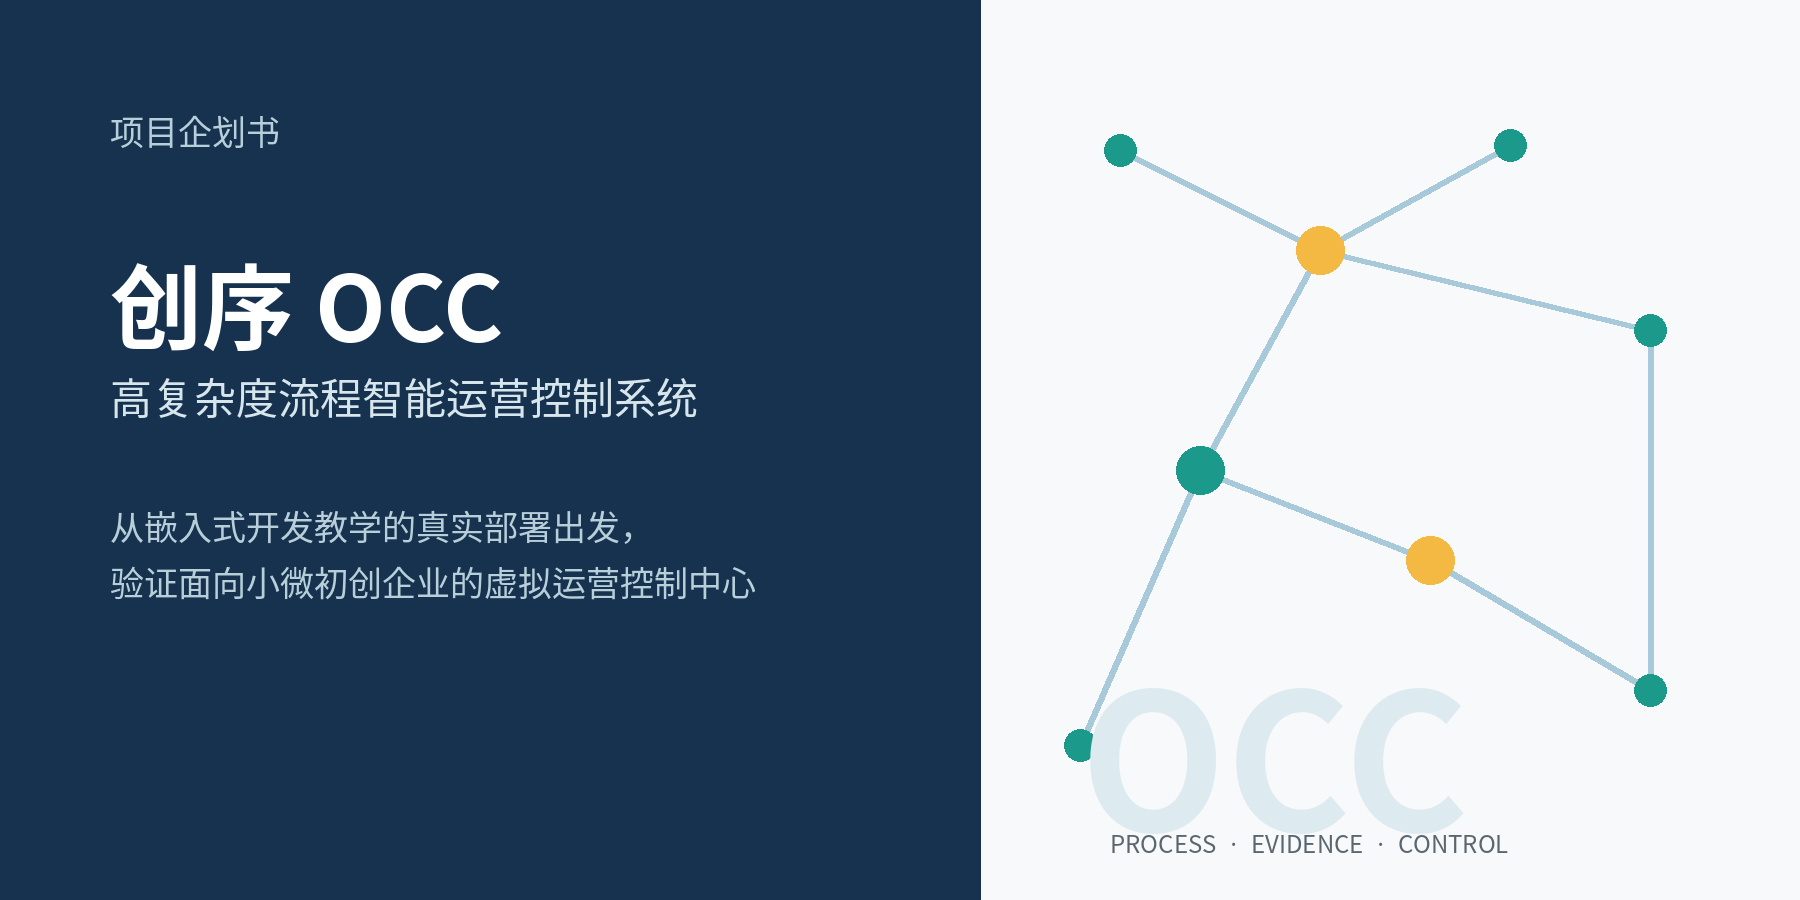 项目企划书
创序 OCC
高复杂度流程智能运营控制系统
从嵌入式开发教学的真实部署出发，
验证面向小微初创企业的虚拟运营控制中心
OCC
PROCESS · EVIDENCE · CONTROL